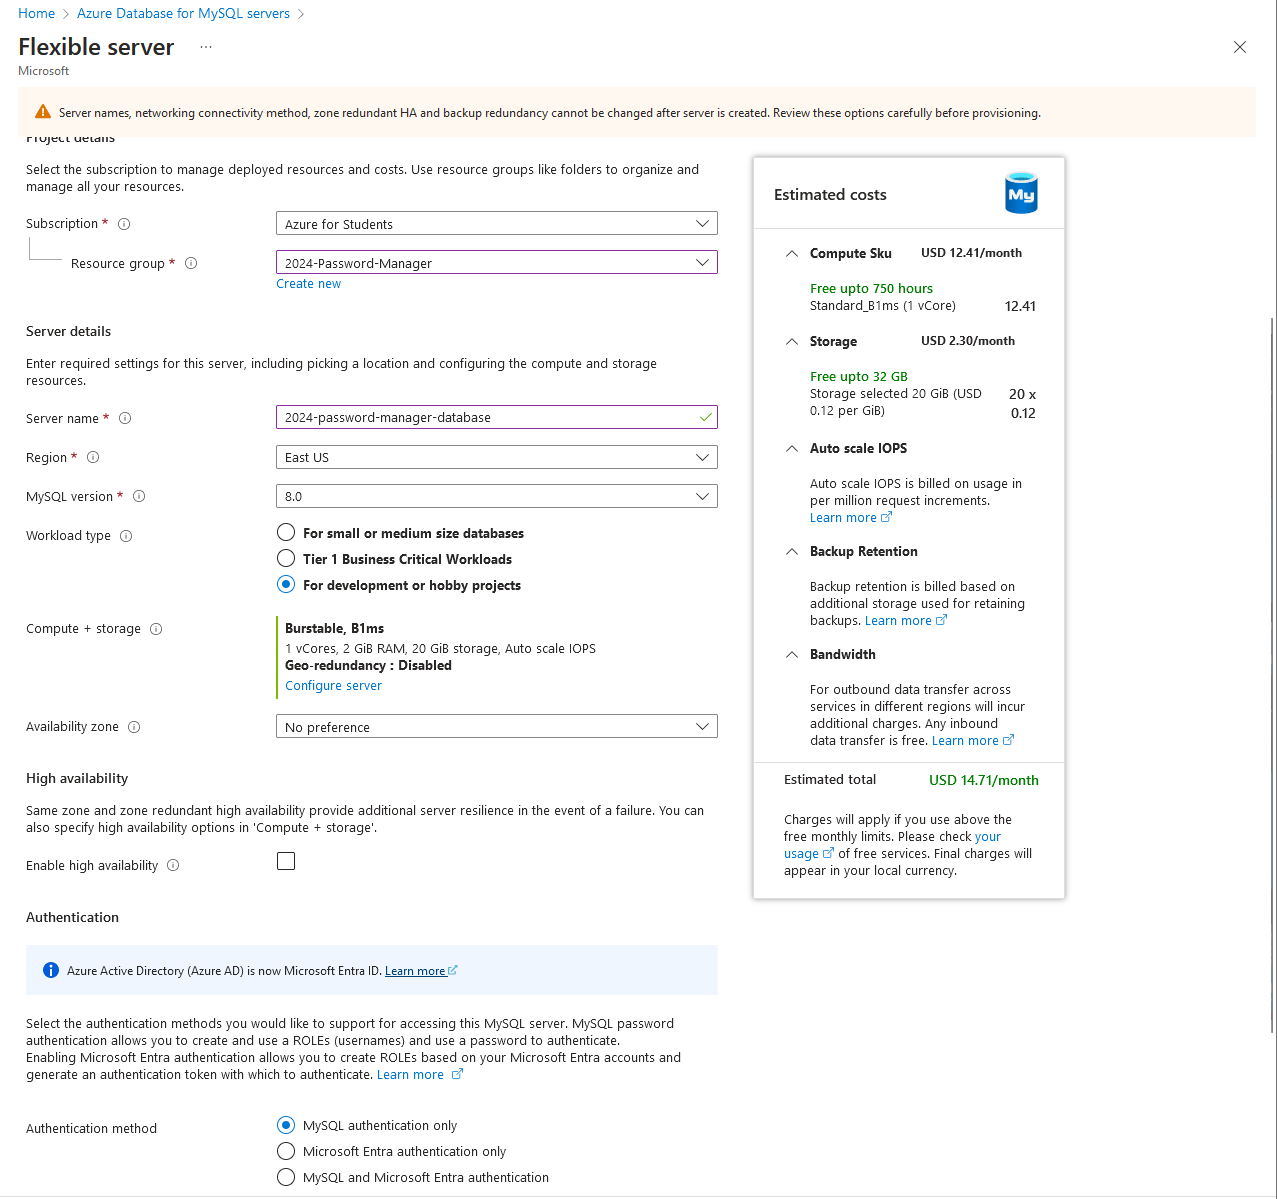 Home > Azure Database for MySQL servers >
Flexible server ...
Microsoft
Server names, networking connectivity method, zone redundant HA and backup redundancy cannot be changed after server is created. Review these options carefully before provisioning.
Project details
Select the subscription to manage deployed resources and costs. Use resource groups like folders to organize and
manage all your resources.
Subscription *
Azure for Students
Resource group *
2024-Password-Manager
Create new
Server details
Enter required settings for this server, including picking a location and configuring the compute and storage
resources.
Server name *
2024-password-manager-database
Region *
East US
MySQL version *
8.0
Workload type
For small or medium size databases
Tier 1 Business Critical Workloads
For development or hobby projects
Compute + storage
Burstable, B1ms
1 vCores, 2 GiB RAM, 20 GiB storage, Auto scale IOPS
Geo-redundancy : Disabled
Configure server
Availability zone
No preference
High availability
Same zone and zone redundant high availability provide additional server resilience in the event of a failure. You can
also specify high availability options in 'Compute + storage'.
Enable high availability
Authentication
Azure Active Directory (Azure AD) is now Microsoft Entra ID. Learn more
Select the authentication methods you would like to support for accessing this MySQL server. MySQL password
authentication allows you to create and use a ROLEs (usernames) and use a password to authenticate.
Enabling Microsoft Entra authentication allows you to create ROLEs based on your Microsoft Entra accounts and
generate an authentication token with which to authenticate. Learn more
Authentication method
MySQL authentication only
Microsoft Entra authentication only
MySQL and Microsoft Entra authentication
Estimated costs
My
Compute Sku USD 12.41/month
Free upto 750 hours
Standard_B1ms (1 vCore) 12.41
Storage USD 2.30/month
Free upto 32 GB
Storage selected 20 GiB (USD 20 x
0.12 per GiB) 0.12
Auto scale IOPS
Auto scale IOPS is billed on usage in
per million request increments.
Learn more
Backup Retention
Backup retention is billed based on
additional storage used for retaining
backups. Learn more
Bandwidth
For outbound data transfer across
services in different regions will incur
additional charges. Any inbound
data transfer is free. Learn more
Estimated total USD 14.71/month
Charges will apply if you use above the
free monthly limits. Please check your
usage of free services. Final charges will
appear in your local currency.